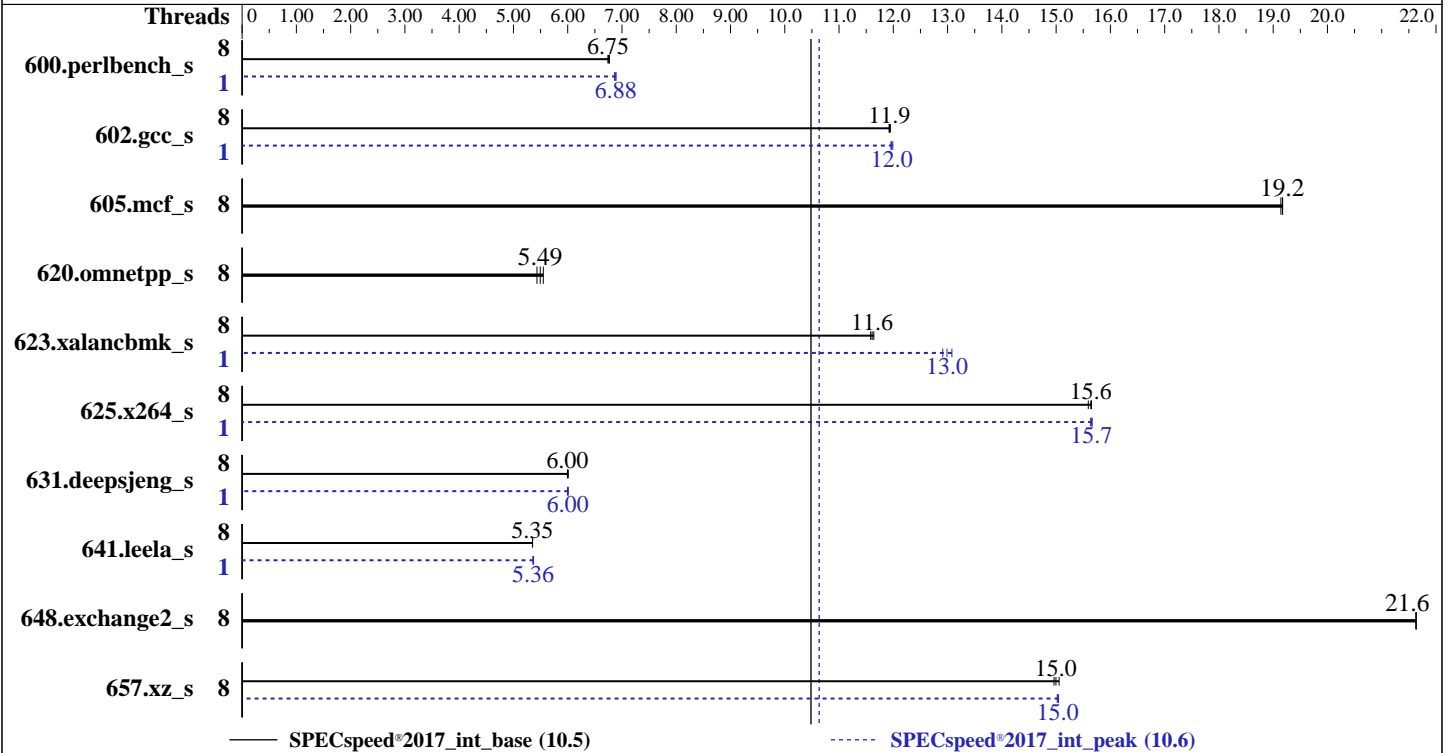 Threads 0 1.00 2.00 3.00 4.00 5.00 6.00 7.00 8.00 9.00 10.0 11.0 12.0 13.0 14.0 15.0 16.0 17.0 18.0 19.0 20.0 22.0
600.perlbench_s 8 6.75
1 6.88
602.gcc_s 8 11.9
1 12.0
605.mcf_s 8 19.2
620.omnetpp_s 8 5.49
623.xalancbmk_s 8 11.6
1 13.0
625.x264_s 8 15.6
1 15.7
631.deepsjeng_s 8 6.00
1 6.00
641.leela_s 8 5.35
1 5.36
648.exchange2_s 8 21.6
657.xz_s 8 15.0
15.0
SPECspeed®2017_int_base (10.5) SPECspeed®2017_int_peak (10.6)